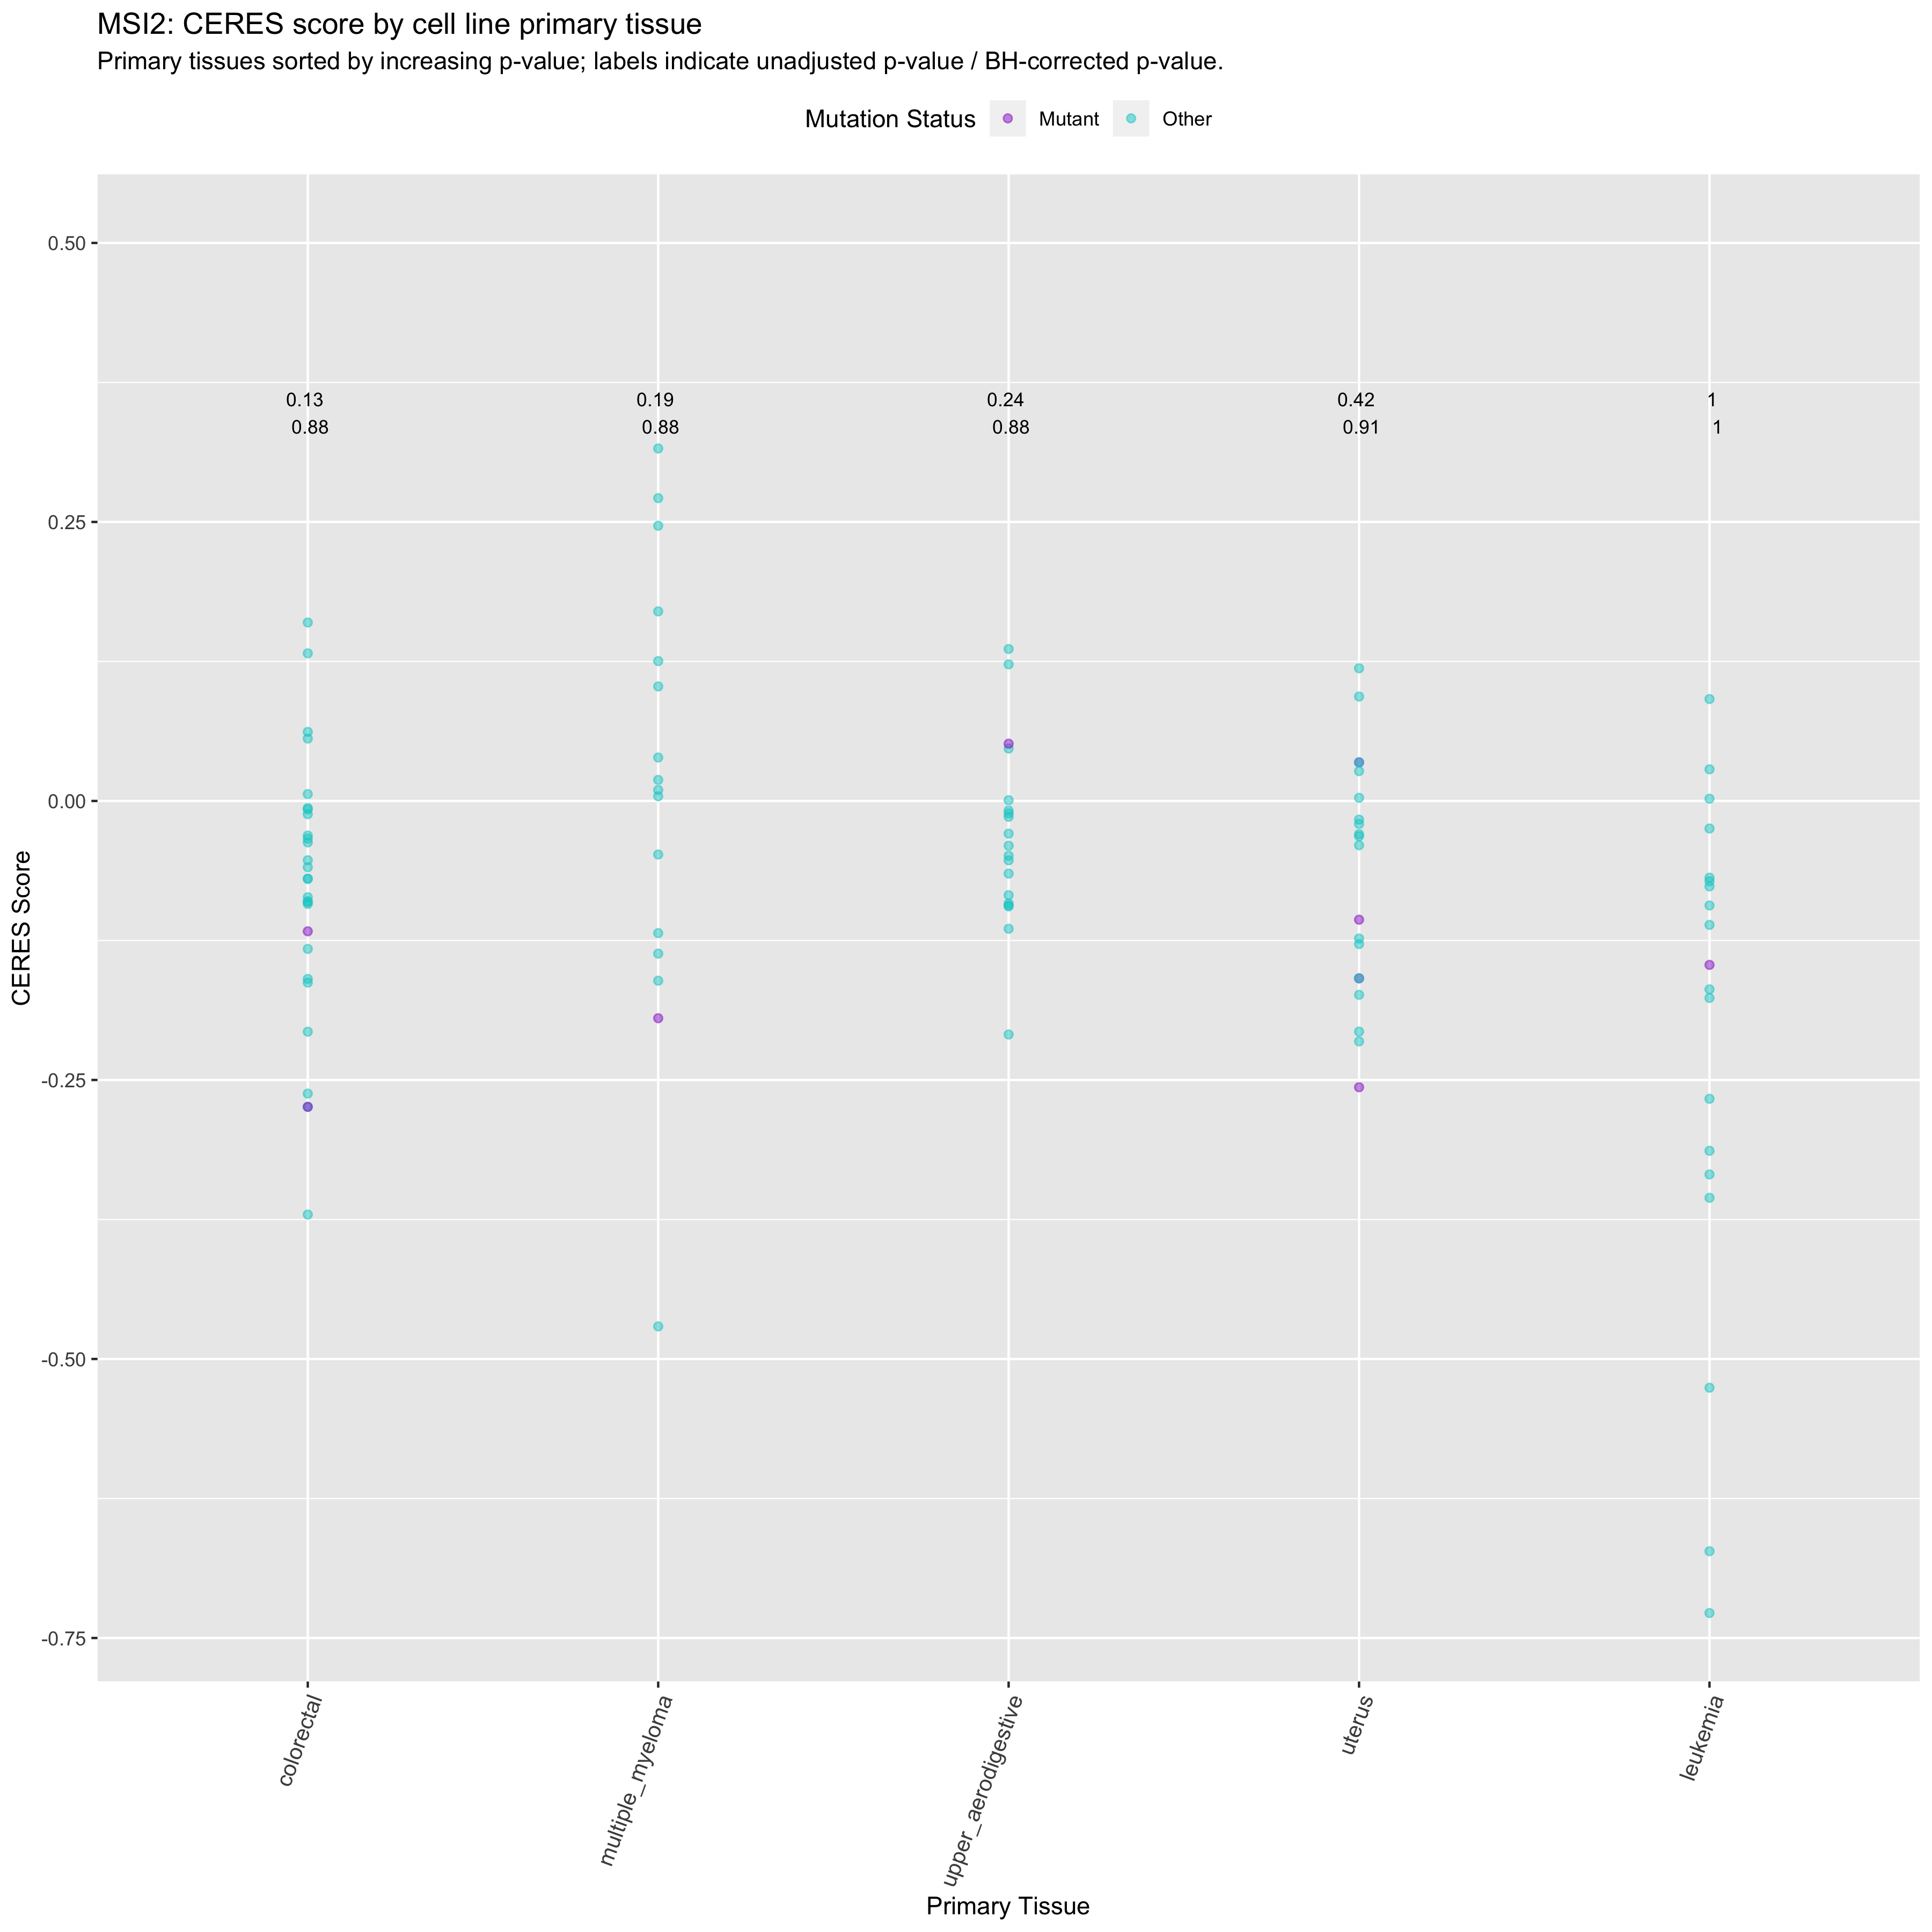 MSI2: CERES score by cell line primary tissue
Primary tissues sorted by increasing p-value; labels indicate unadjusted p-value / BH-corrected p-value.
Mutation Status Mutant Other
0.50
0.13 0.19 0.24 0.42 1
0.88 0.88 0.88 0.91 1
0.25
0.00
CERES Score
-0.25
-0.50
-0.75
colorectal
multiple_myeloma
upper_aerodigestive
uterus
leukemia
Primary Tissue